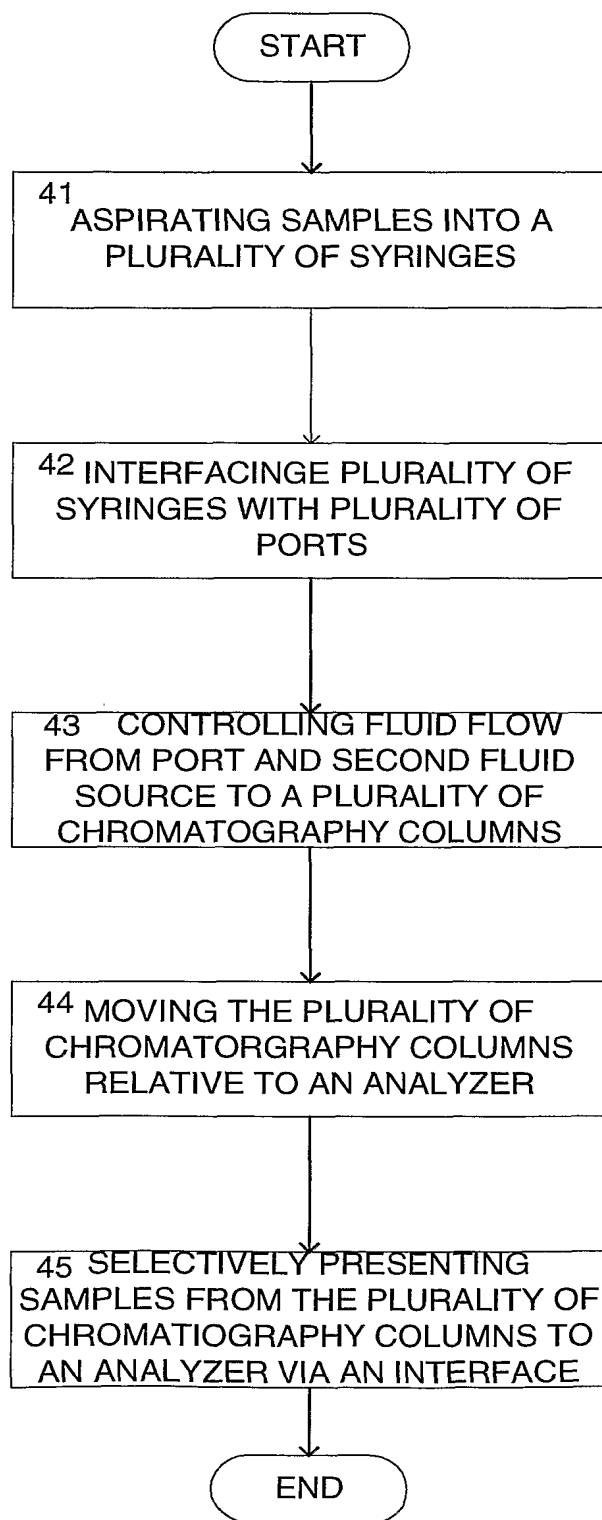 START
41
ASPIRATING SAMPLES INTO A
PLURALITY OF SYRINGES
42 INTERFACINGE PLURALITY OF
SYRINGES WITH PLURALITY OF
PORTS
43 CONTROLLING FLUID FLOW
FROM PORT AND SECOND FLUID
SOURCE TO A PLURALITY OF
CHROMATOGRAPHY COLUMNS
44 MOVING THE PLURALITY OF
CHROMATORGRAPHY COLUMNS
RELATIVE TO AN ANALYZER
45 SELECTIVELY PRESENTING
SAMPLES FROM THE PLURALITY OF
CHROMATIOGRAPHY COLUMNS TO
AN ANALYZER VIA AN INTERFACE
END